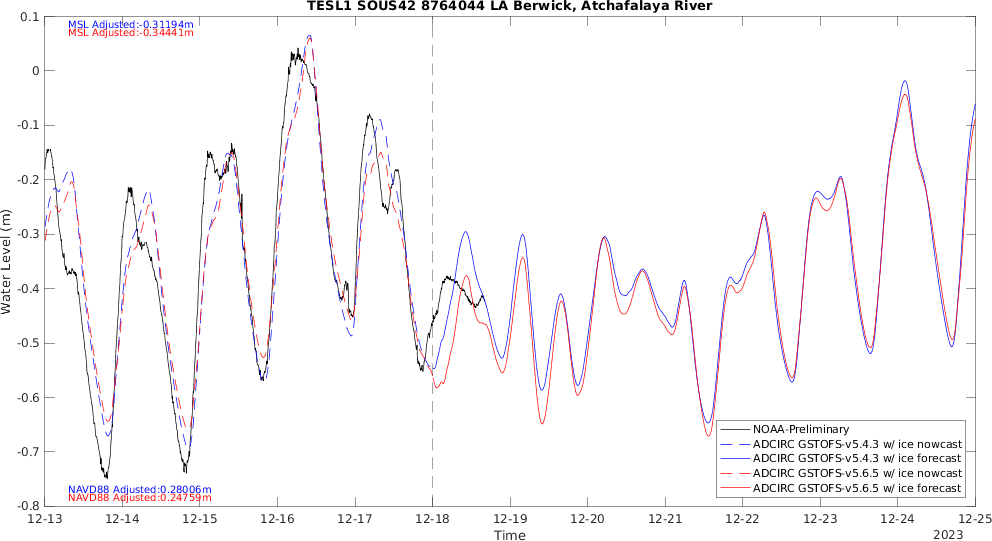 TESL1 SOUS42 8764044 LA Berwick, Atchafalaya River
MSL Adjusted:-0.31194m
MSL Adjusted:-0.34441m
0.1
0
-0.1
-0.2
-0.3
-0.4
-0.5
-0.6
-0.7
-0.8
Water Level (m)
NAVD88 Adjusted:0.28006m
NAVD88 Adjusted:0.24759m
NOAA-Preliminary
ADCIRC GSTOFS-v5.4.3 w/ ice nowcast
ADCIRC GSTOFS-v5.4.3 w/ ice forecast
ADCIRC GSTOFS-v5.6.5 w/ ice nowcast
ADCIRC GSTOFS-v5.6.5 w/ ice forecast
12-13 12-14 12-15 12-16 12-17 12-18 12-19 12-20 12-21 12-22 12-23 12-24 12-25
Time
2023